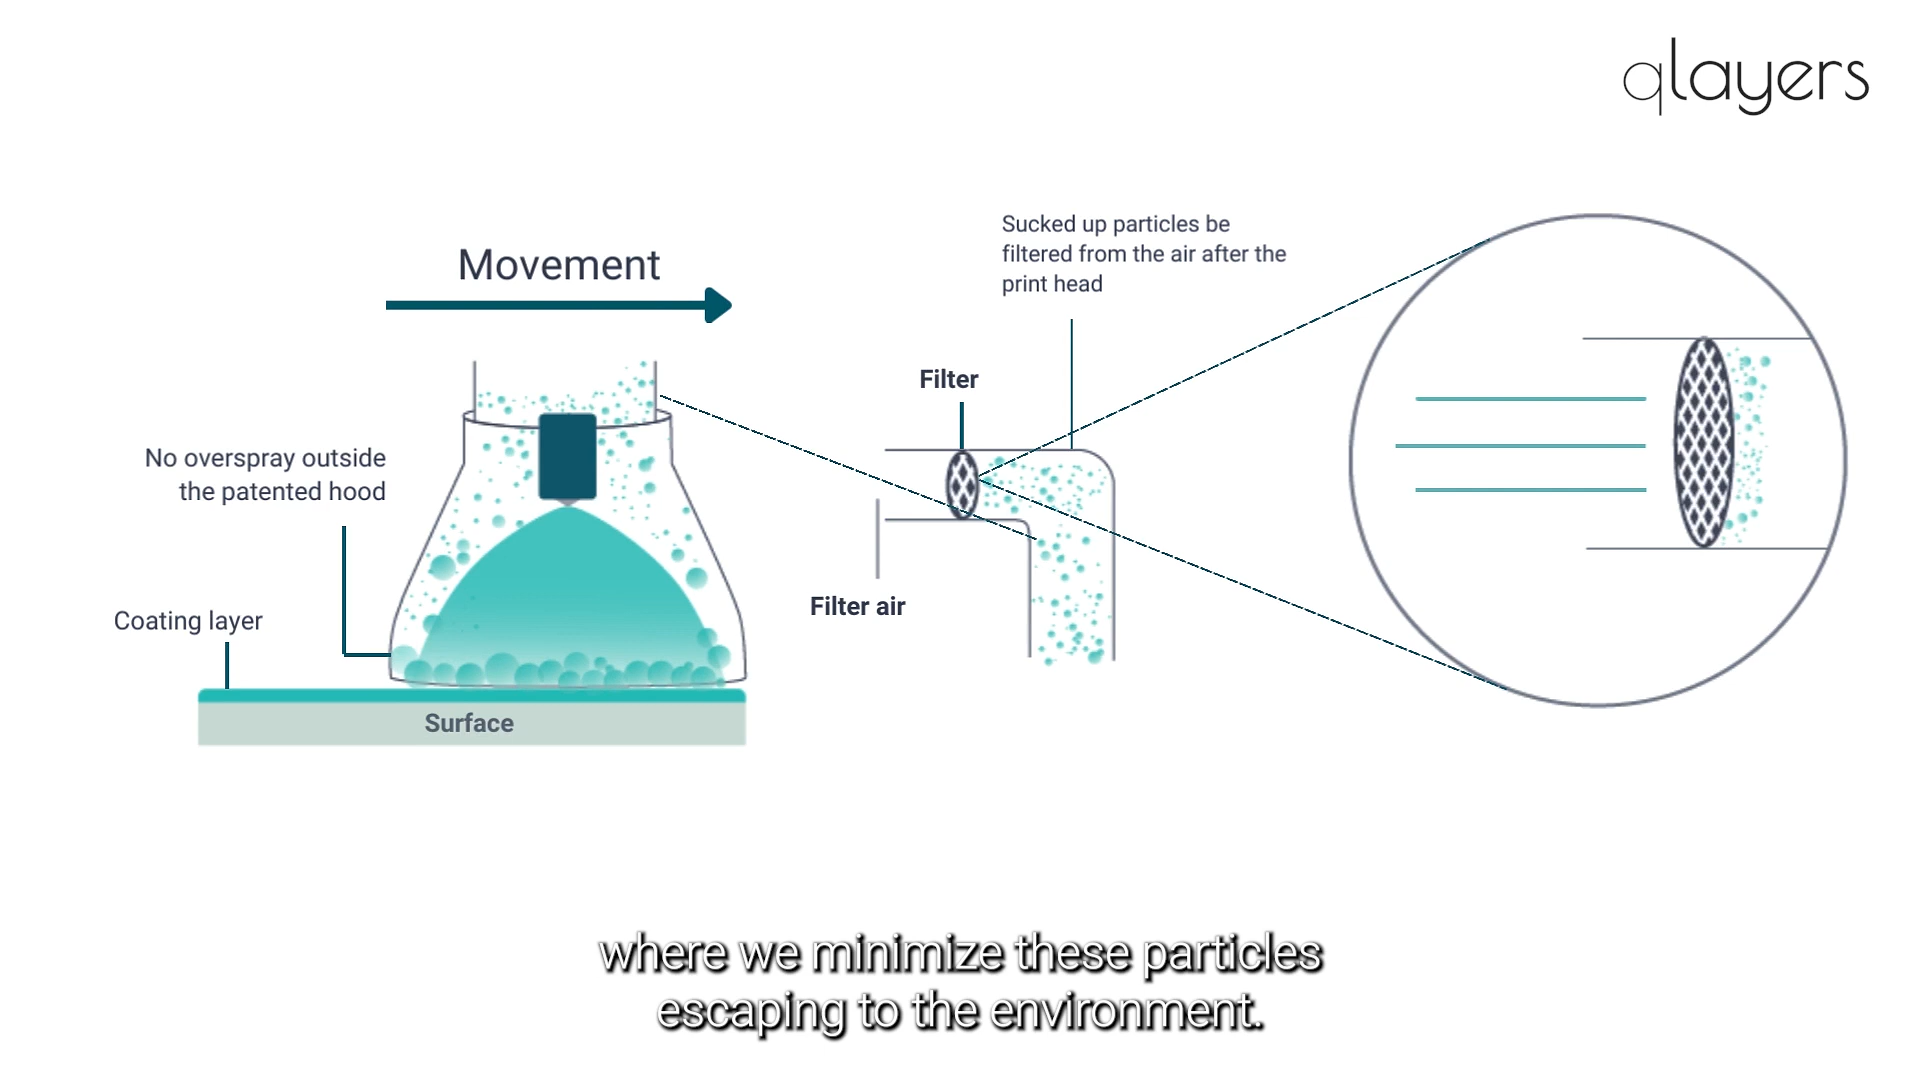 qlayers
Movement
Sucked up particles be
filtered from the air after the
print head
Filter
No overspray outside
the patented hood
Filter air
Coating layer
Surface
where we minimize these particles
escaping to the environment.